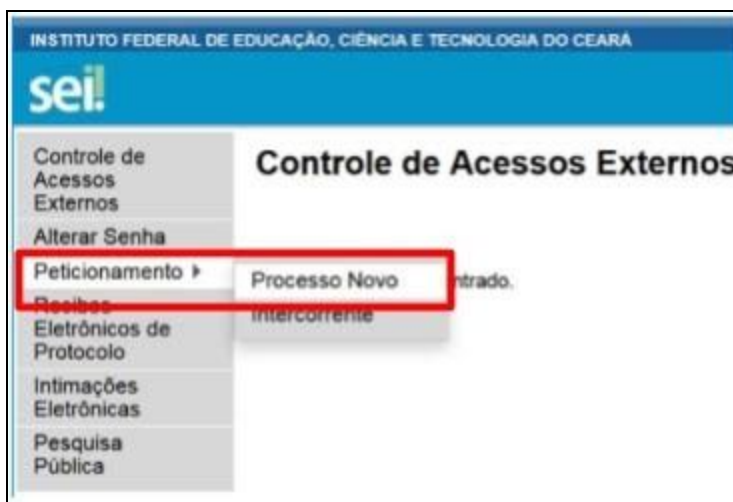 INSTITUTO FEDERAL DE EDUCAÇÃO, CIÊNCIA E TECNOLOGIA DO CEARÁ
sei!
Controle de
Acessos
Externos
Alterar Senha
Peticionamento
Recibos
Eletrônicos de
Protocolo
Intimações
Eletrônicas
Pesquisa
Pública
Controle de Acessos Externos
Processo Novo
ntrado.
Intercorrente